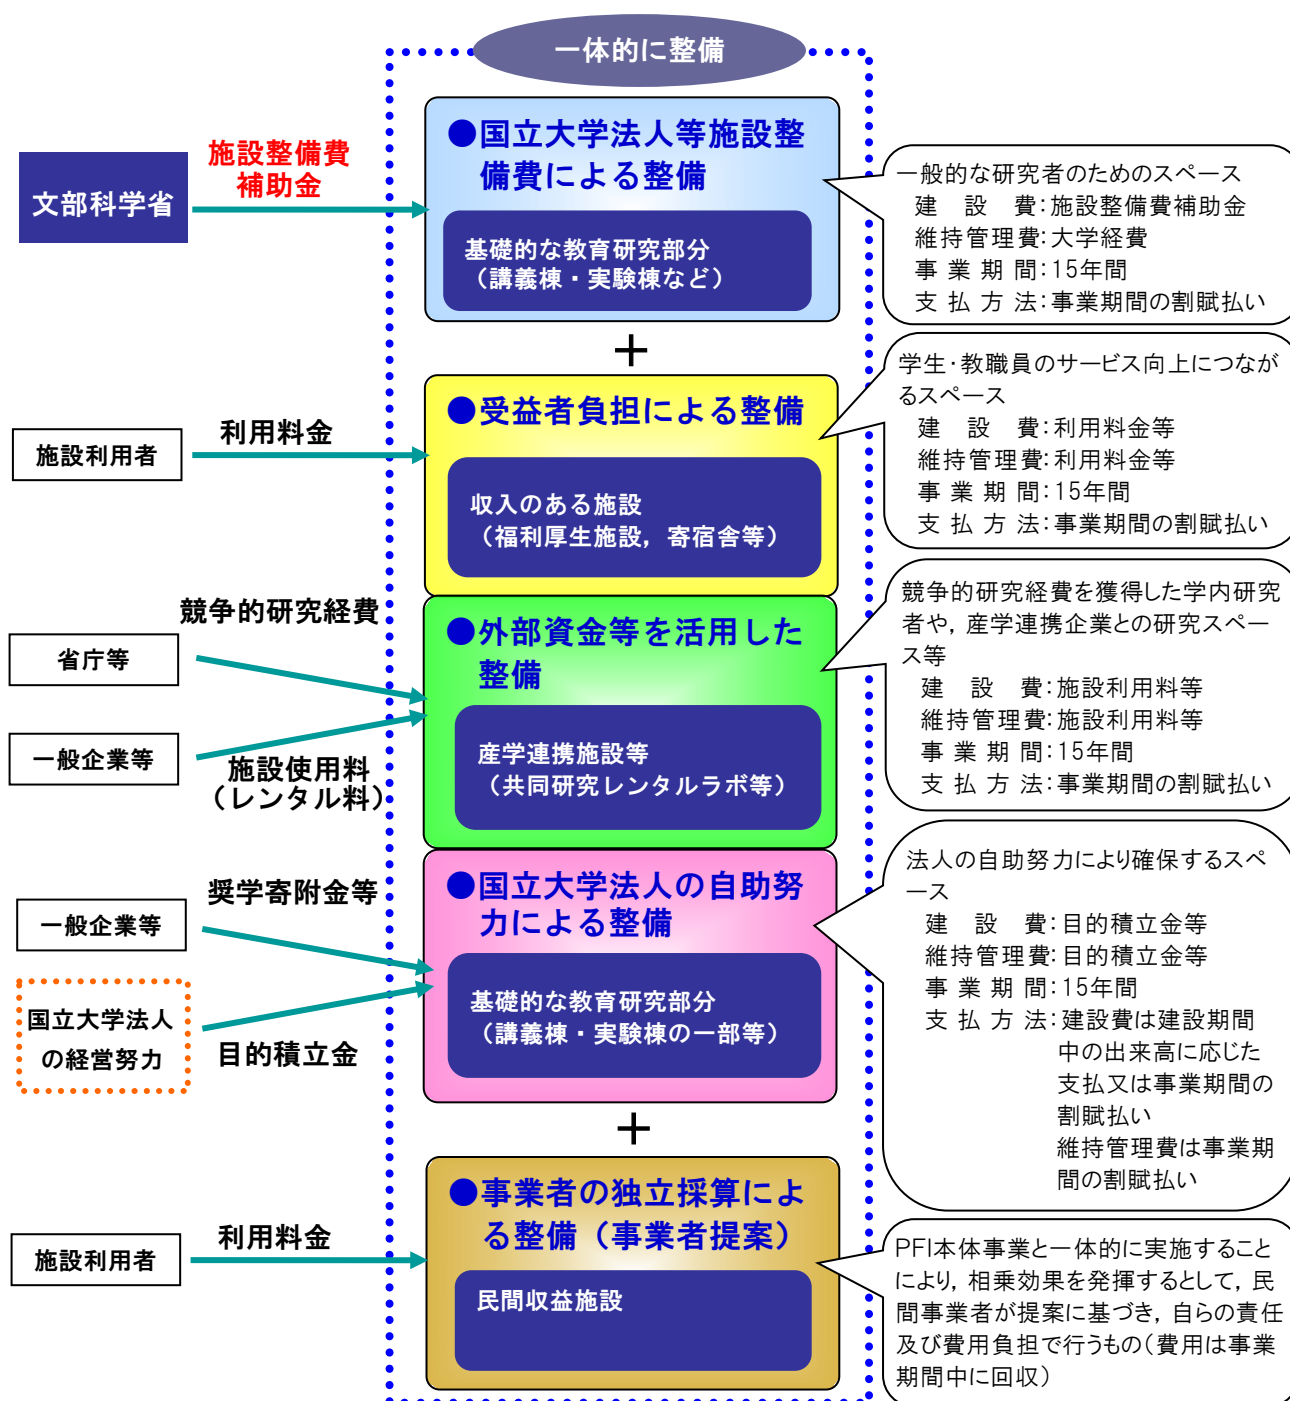 一体的に整備
文部科学省
施設整備費
補助金
●国立大学法人等施設整
備費による整備
基礎的な教育研究部分
（講義棟・実験棟など）
一般的な研究者のためのスペース
建　設　費：施設整備費補助金
維持管理費：大学経費
事 業 期 間：15年間
支 払 方 法：事業期間の割賦払い
＋
施設利用者
利用料金
●受益者負担による整備
収入のある施設
（福利厚生施設，寄宿舎等）
学生・教職員のサービス向上につなが
るスペース
建　設　費：利用料金等
維持管理費：利用料金等
事 業 期 間：15年間
支 払 方 法：事業期間の割賦払い
競争的研究経費
省庁等
一般企業等
施設使用料
（レンタル料）
●外部資金等を活用した
整備
産学連携施設等
（共同研究レンタルラボ等）
競争的研究経費を獲得した学内研究
者や，産学連携企業との研究スペー
ス等
建　設　費：施設利用料等
維持管理費：施設利用料等
事 業 期 間：15年間
支 払 方 法：事業期間の割賦払い
奨学寄附金等
一般企業等
国立大学法人
の経営努力
目的積立金
●国立大学法人の自助努
力による整備
基礎的な教育研究部分
（講義棟・実験棟の一部等）
法人の自助努力により確保するスペ
ース
建　設　費：目的積立金等
維持管理費：目的積立金等
事 業 期 間：15年間
支 払 方 法：建設費は建設期間
中の出来高に応じた
支払又は事業期間の
割賦払い
維持管理費は事業期
間の割賦払い
＋
施設利用者
利用料金
●事業者の独立採算によ
る整備（事業者提案）
民間収益施設
PFI本体事業と一体的に実施すること
により，相乗効果を発揮するとして，民
間事業者が提案に基づき，自らの責任
及び費用負担で行うもの（費用は事業
期間中に回収）